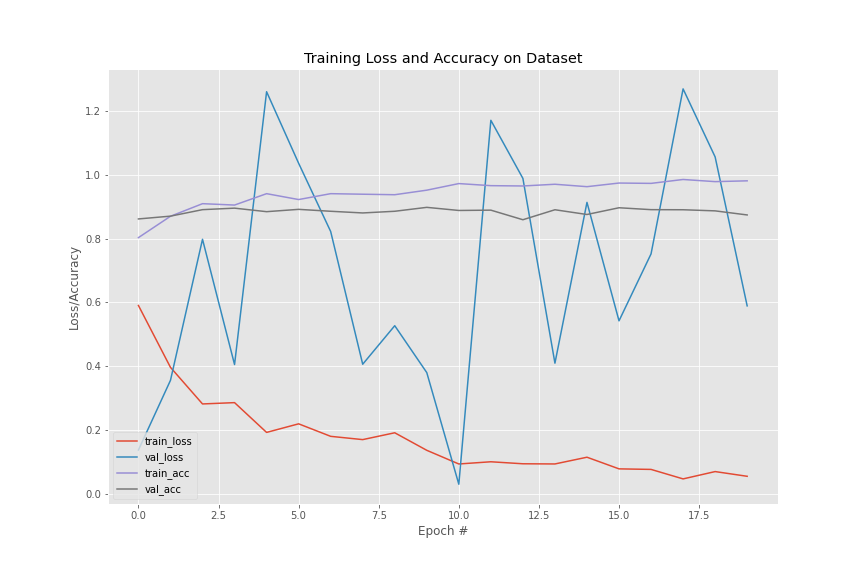 Training Loss and Accuracy on Dataset
1.2
1.0
0.8
0.6
0.4
0.2
0.0
Loss/Accuracy
train_loss
val_loss
train_acc
val_acc
0.0 2.5 5.0 7.5 10.0 12.5 15.0 17.5
Epoch #